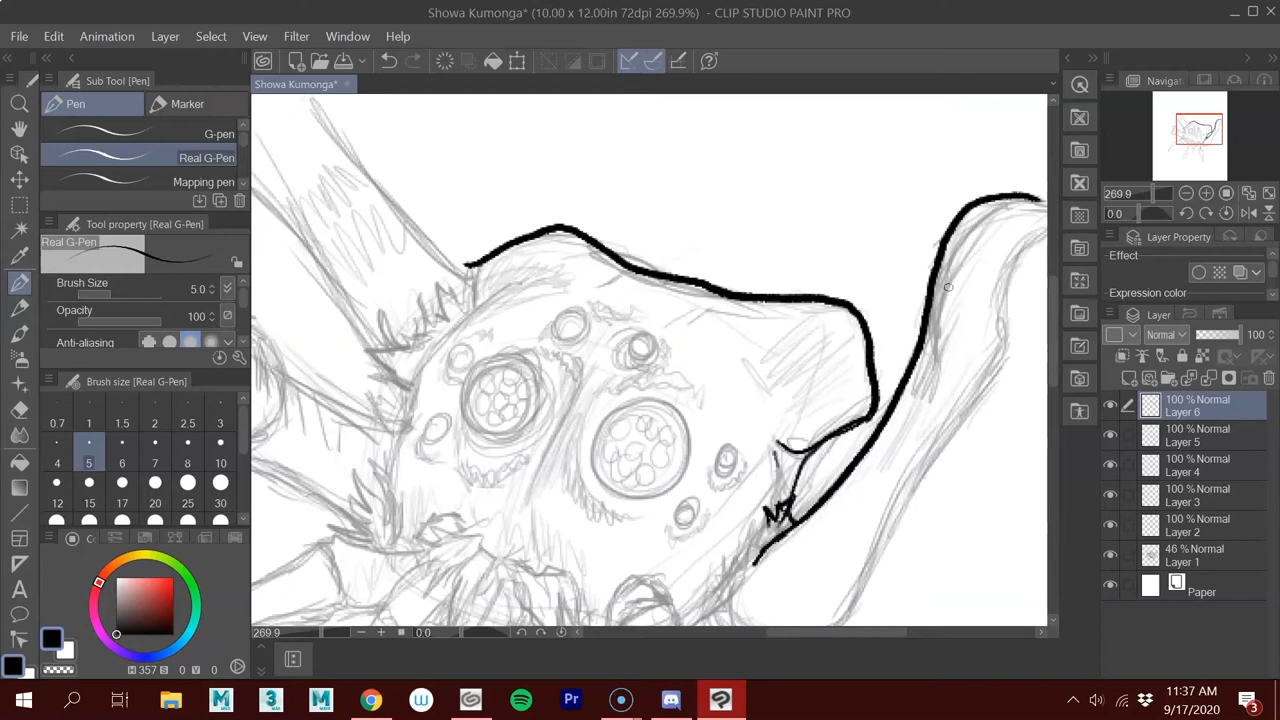 Showa Kumonga* (10.00 x 12.00in 72dpi 269.9%) - CLIP STUDIO PAINT PRO
File Edit Animation Layer Select View Filter Window Help
Sub Tool [Pen]
Pen Marker
G-pen
Real G-Pen
Mapping pen
Tool property [Real G-Pen]
Real G-Pen
Brush Size 5.0
Opacity 100
Anti-aliasing
Brush size [Real G-Pen]
0.7 1 2 2.5 3
4 5 6 7 8 10
12 15 17 20 25 30
H 357 S 0 V 0
Showa Kumonga*
269.9 0.0
Navigat
269.9
0.0
Layer Property
Effect
Expression color
Layer
Normal 100
100 % Normal
Layer 6
100 % Normal
Layer 5
100 % Normal
Layer 4
100 % Normal
Layer 3
100 % Normal
Layer 2
46 % Normal
Layer 1
Paper
11:37 AM
9/17/2020
3